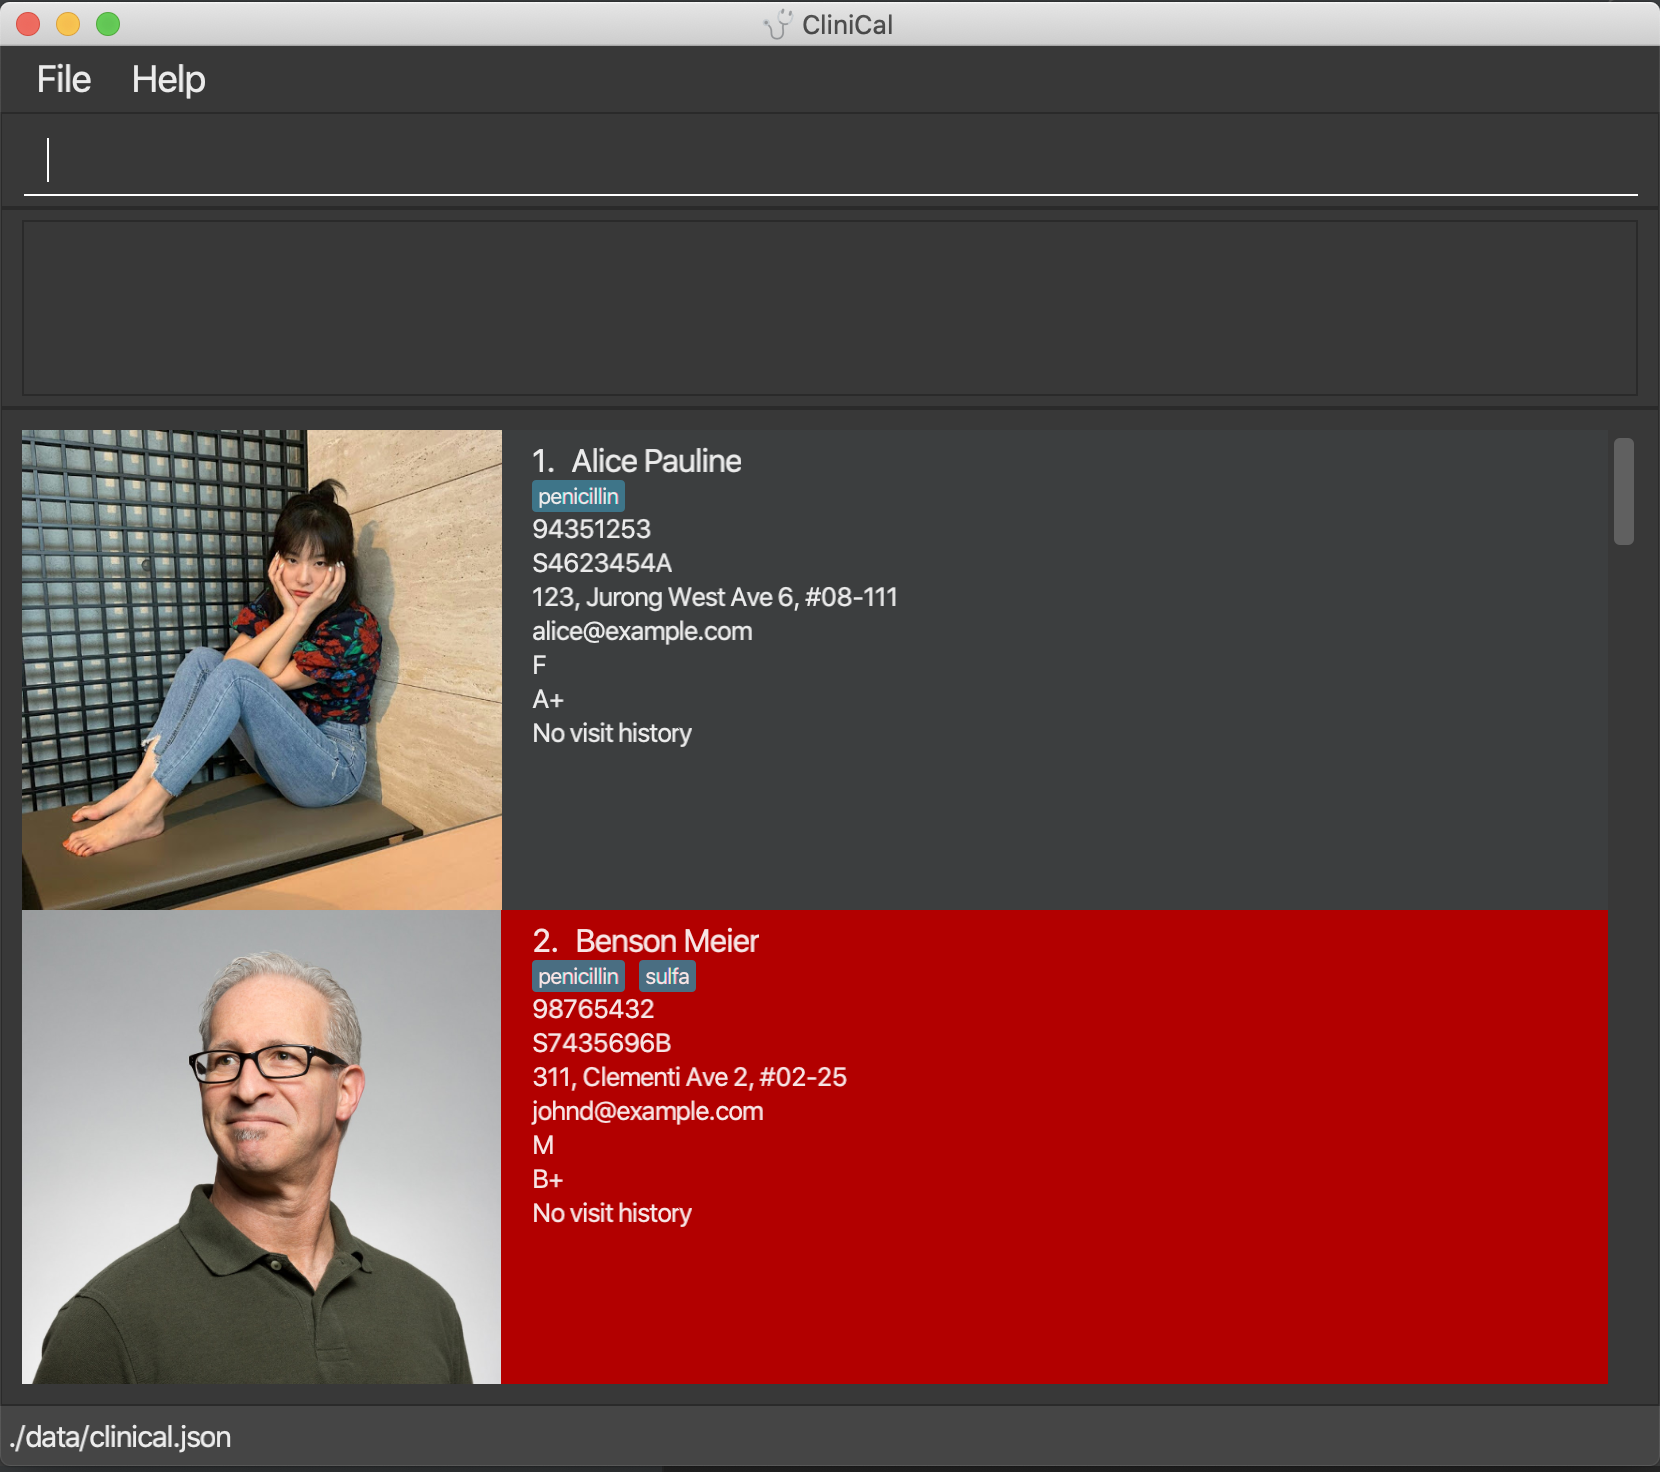 CliniCal
File Help
1. Alice Pauline
penicillin
94351253
S4623454A
123, Jurong West Ave 6, #08-111
alice@example.com
F
A+
No visit history
2. Benson Meier
penicillin sulfa
98765432
S7435696B
311, Clementi Ave 2, #02-25
johnd@example.com
M
B+
No visit history
./data/clinical.json